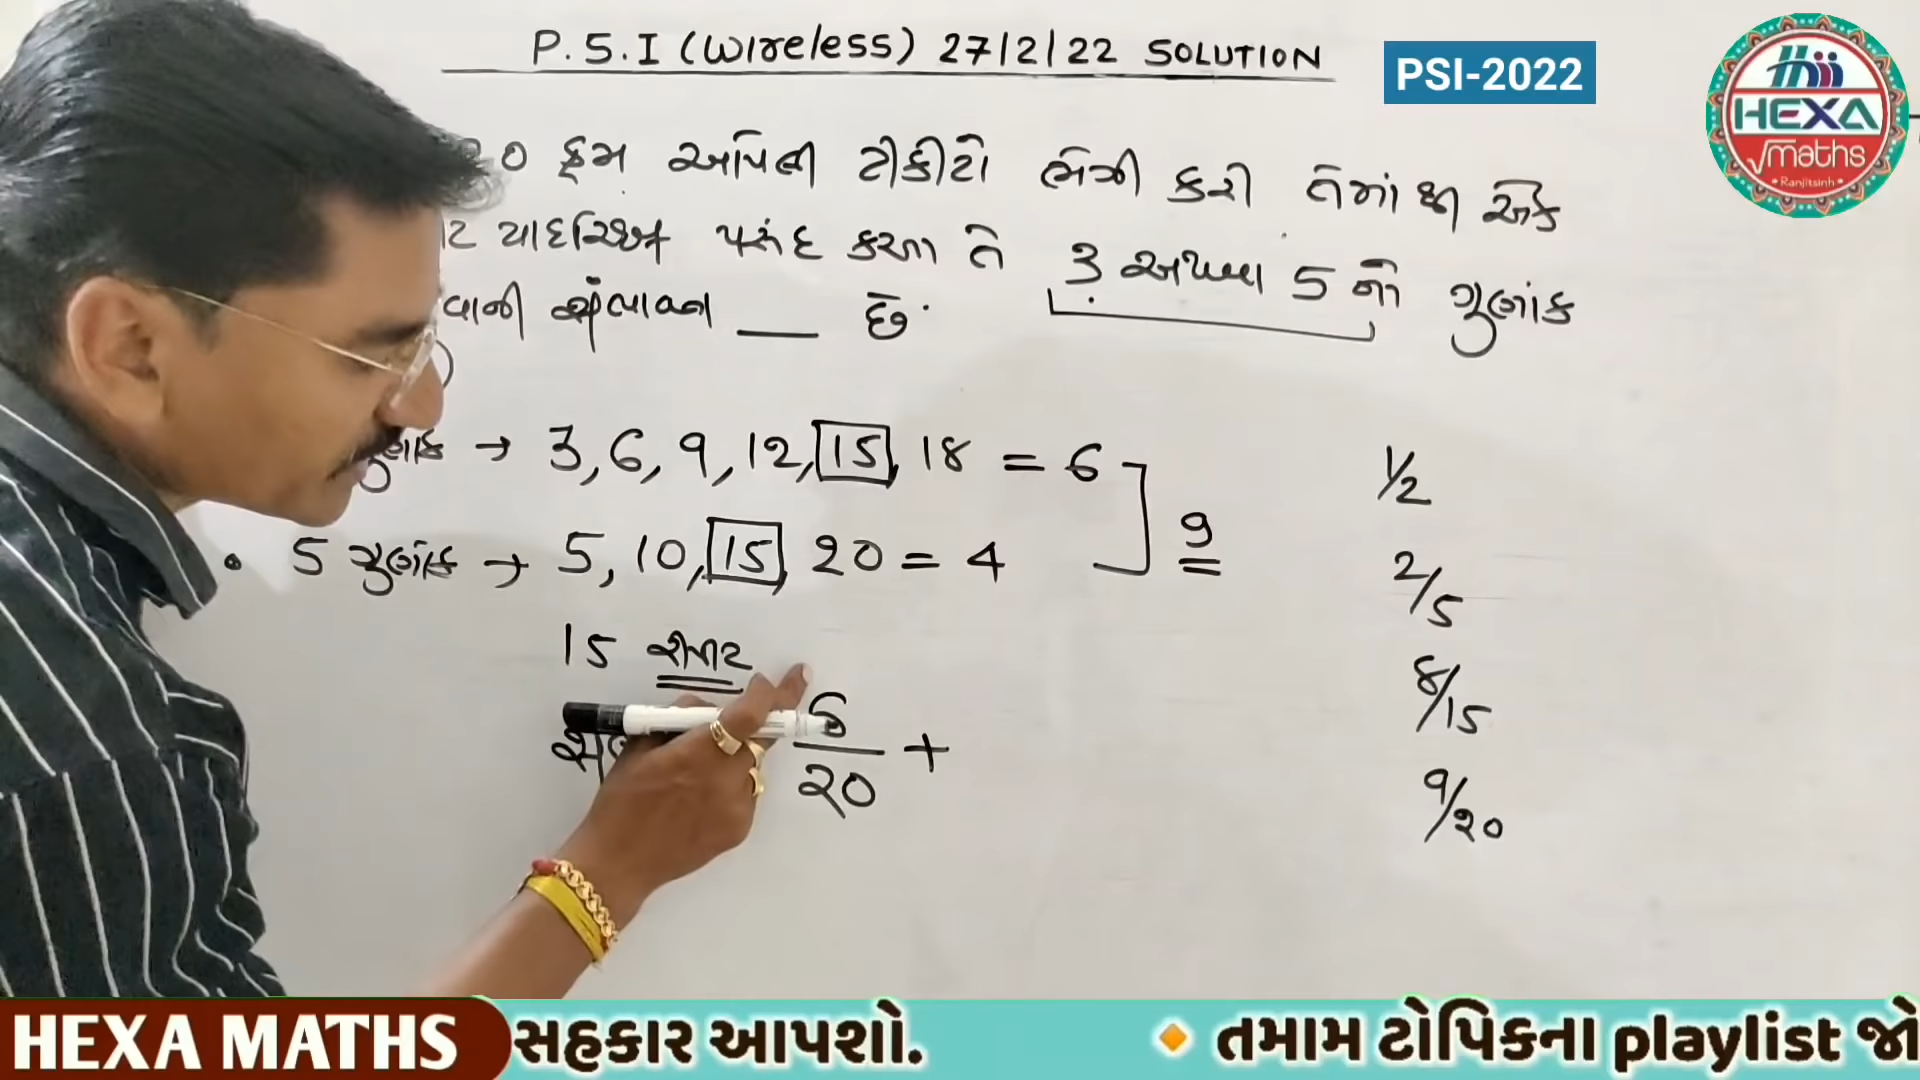 P.S.I (Wireless) 27/2/22 SOLUTION
PSI-2022
HEXA
√maths
• Ranjitsinh •
૨૦ ક્રમ આપેલી ટીકીટો ભેગી કરી તેમાંથી એક
પસંદ કરતા તે 3 અથવા 5 નો ગુણાંક
વાની સંભાવના ___ છે.
→ 3, 6, 9, 12, 15, 18 = 6
9
• 5 ગુણાંક → 5, 10, 15, 20 = 4
15
6/20 +
1/2
2/5
8/15
9/20
HEXA MATHS સહકાર આપશો. 🔸 તમામ ટોપિકના playlist જો